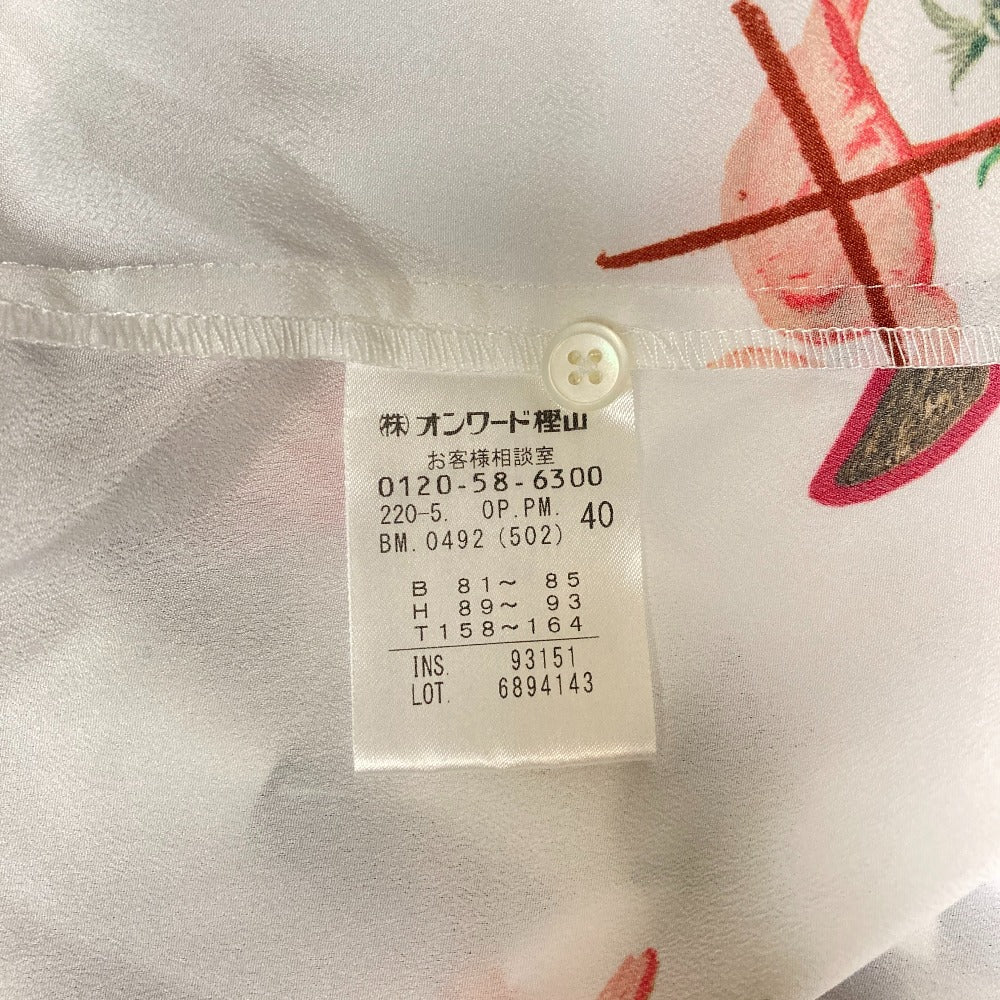 (株)オンワード樫山
お客様相談室
0120-58-6300
220-5. OP.PM. 40
BM.0492(502)
B 81～ 85
H 89～ 93
T158～164
INS. 93151
LOT. 6894143